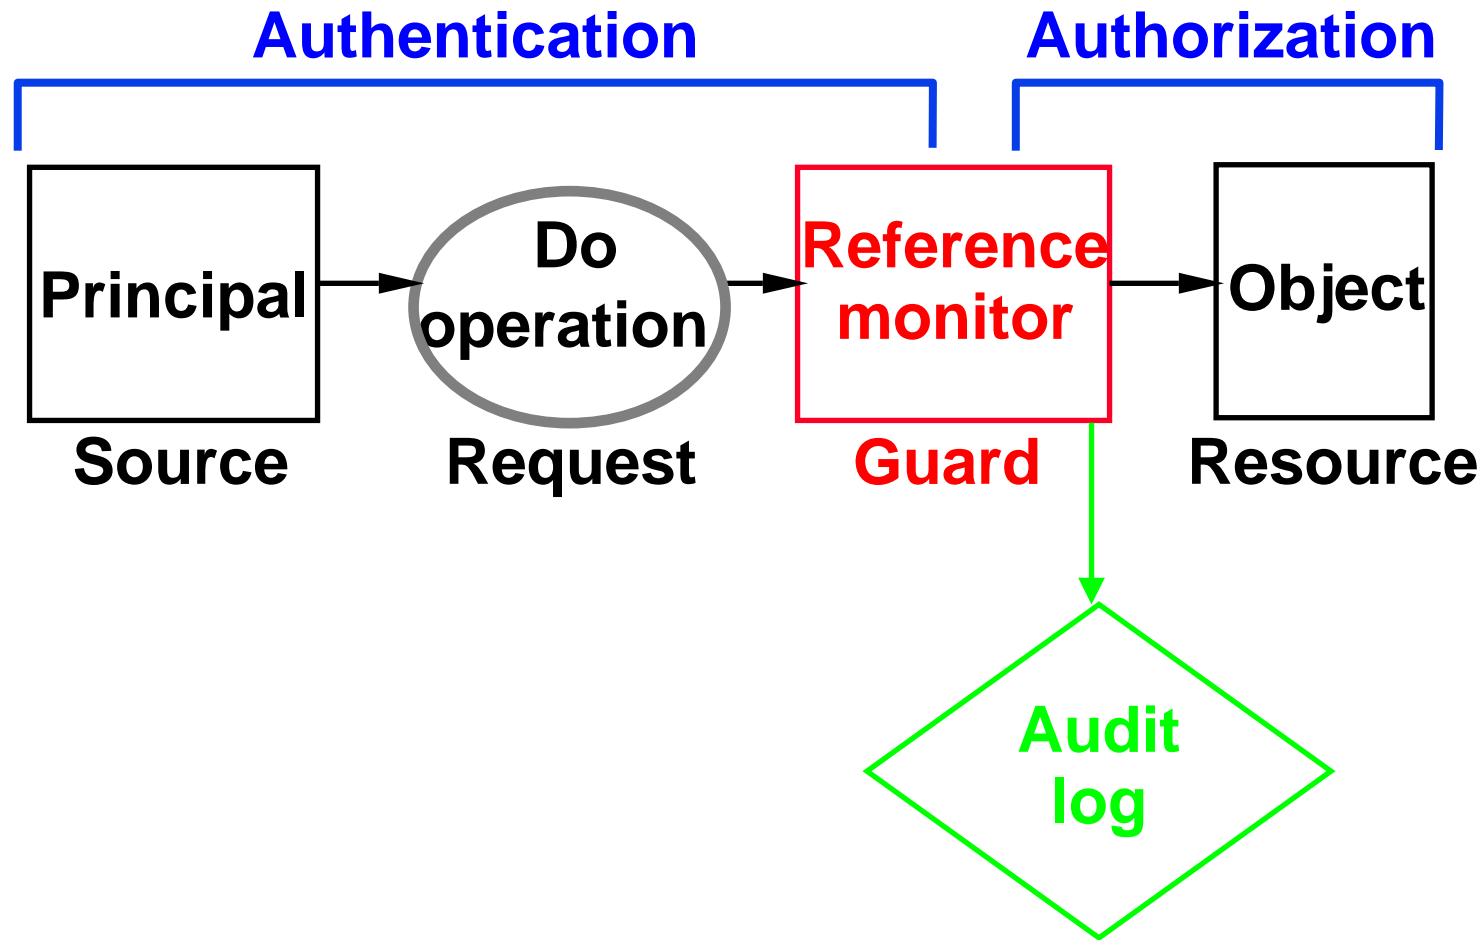 Authentication
Authorization
Principal
Do
operation
Reference
monitor
Object
Source
Request
Guard
Resource
Audit
log